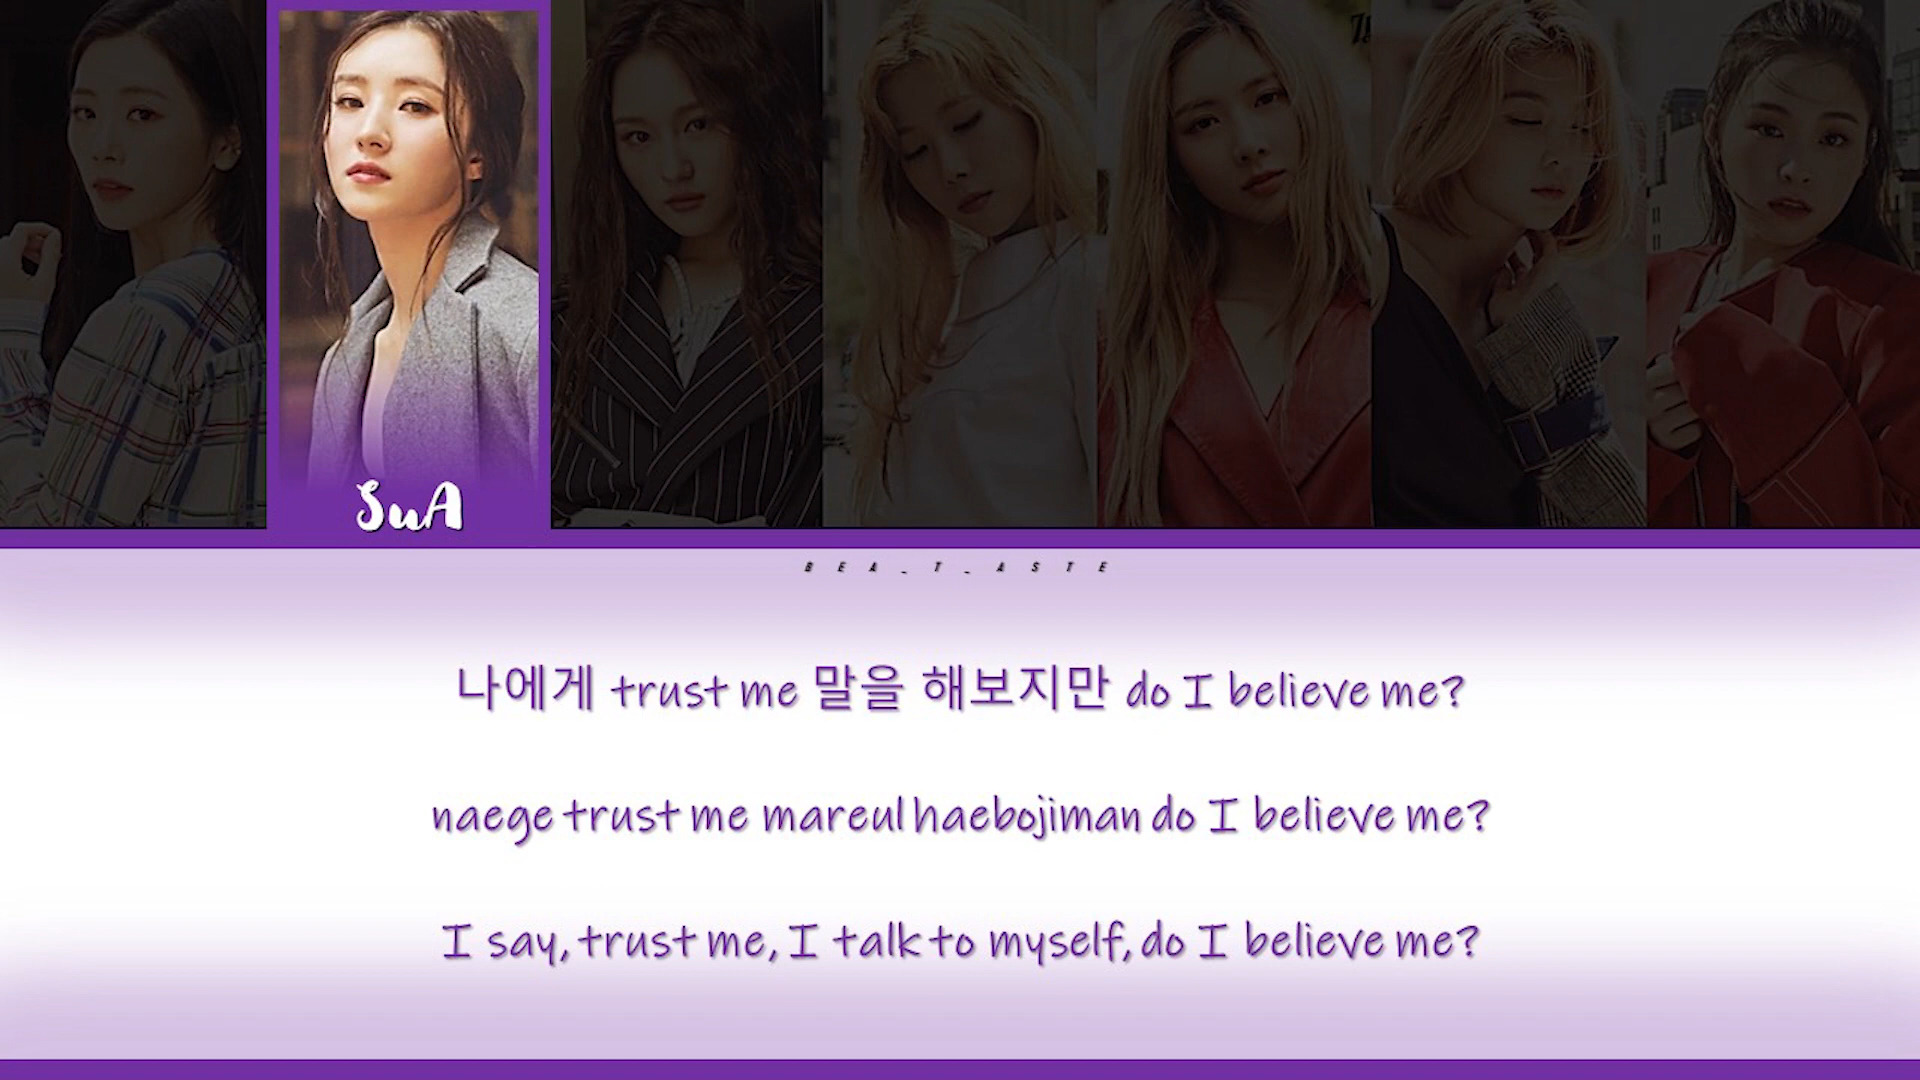 SuA
BEA_T_ASTE
나에게 trust me 말을 해보지만 do I believe me?
naege trust me mareul haebojiman do I believe me?
I say, trust me, I talk to myself, do I believe me?